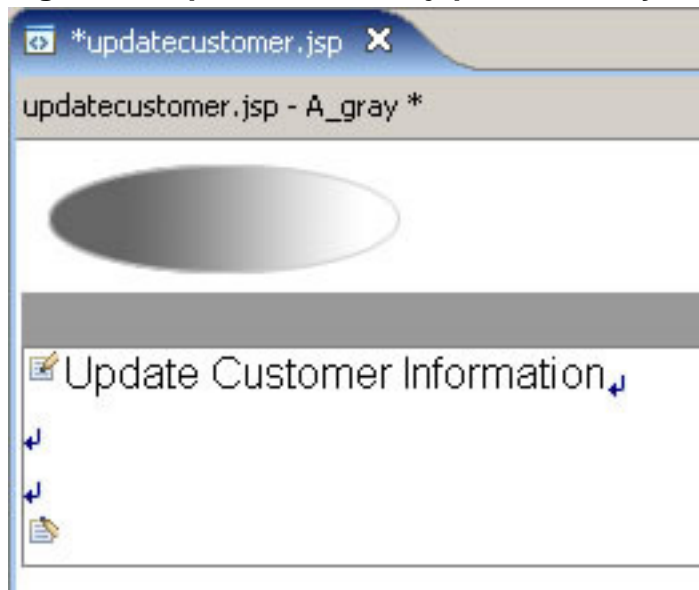 *updatecustomer.jsp
updatecustomer.jsp - A_gray *
Update Customer Information